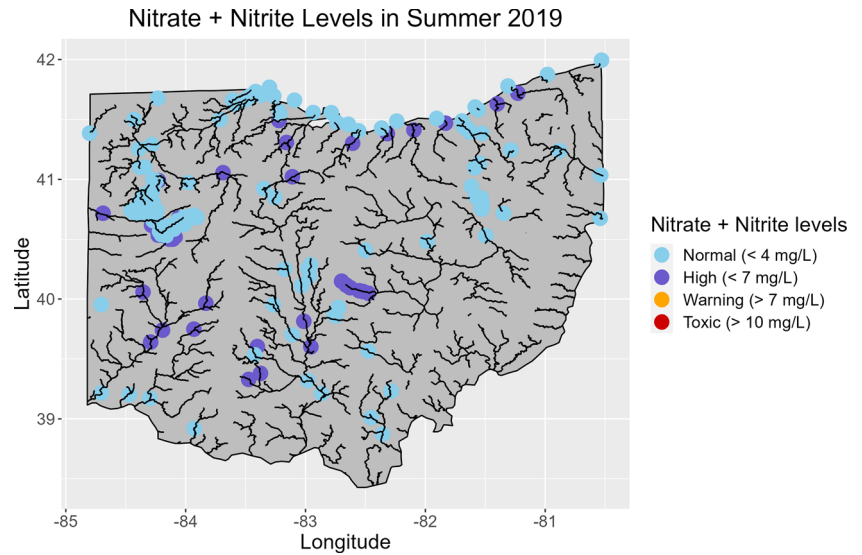 Nitrate + Nitrite Levels in Summer 2019
42
41
40
39
Latitude
-85
-84
-83
-82
-81
Longitude
Nitrate + Nitrite levels
Normal (< 4 mg/L)
High (< 7 mg/L)
Warning (> 7 mg/L)
Toxic (> 10 mg/L)